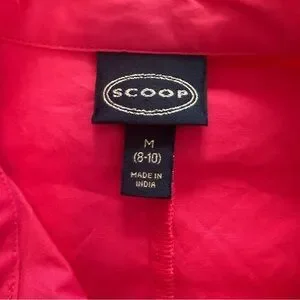 SCOOP
M
(8-10)
MADE IN
INDIA